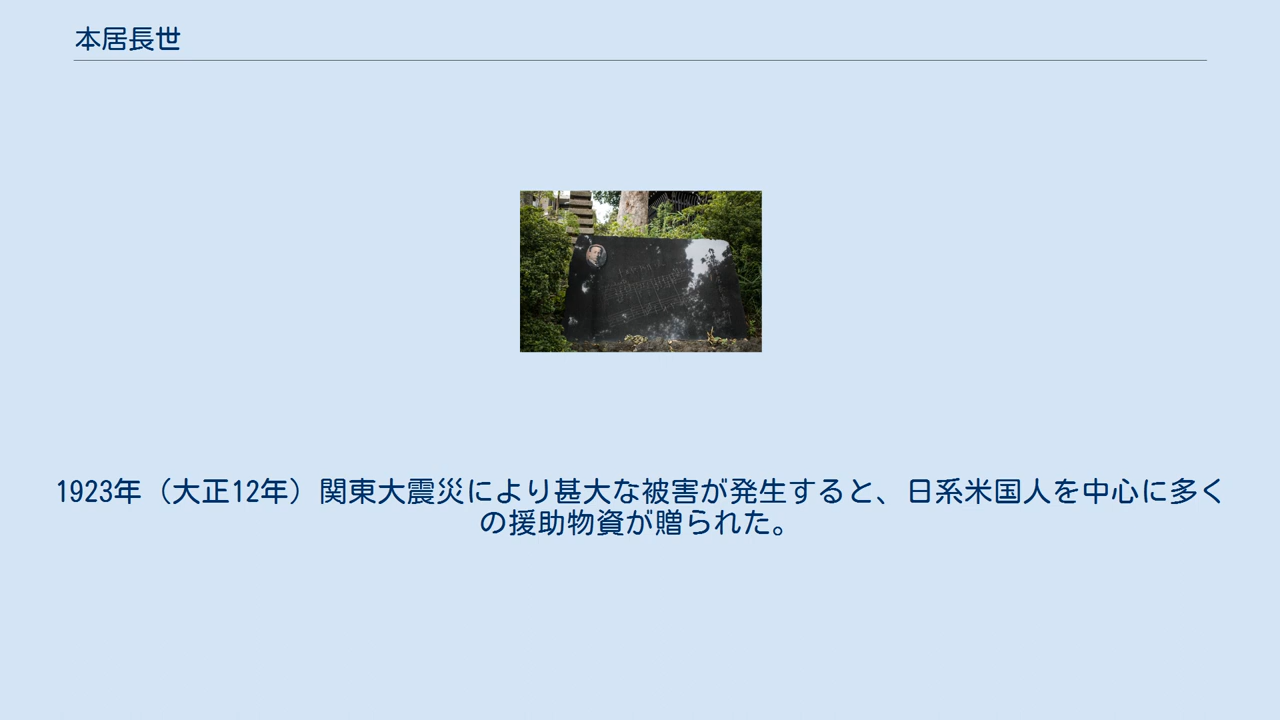 本居長世
1923年（大正12年）関東大震災により甚大な被害が発生すると、日系米国人を中心に多く
の援助物資が贈られた。